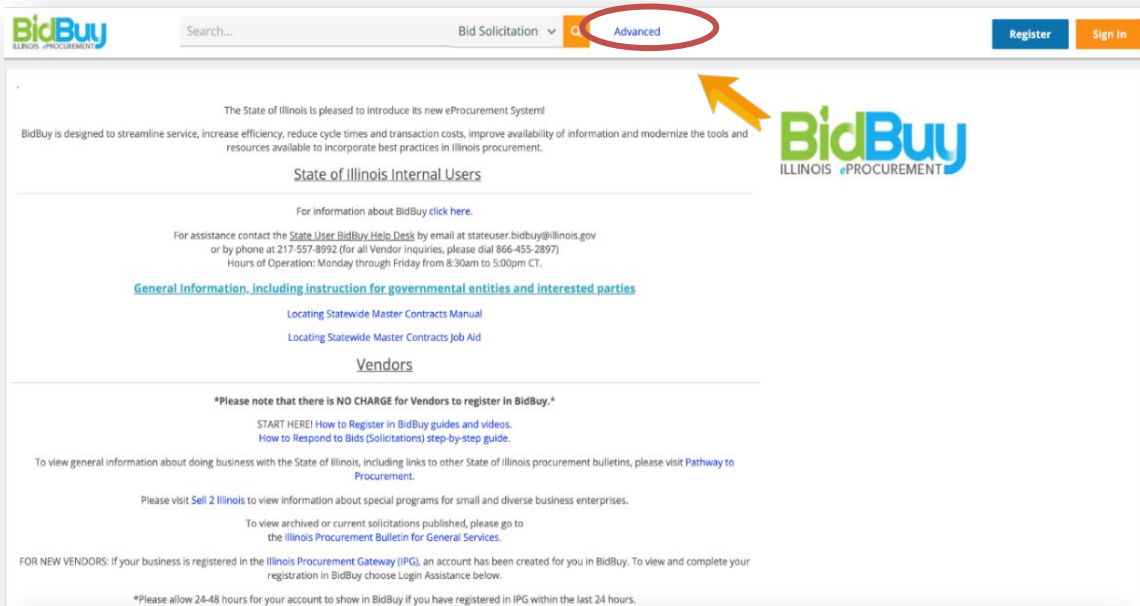 BidBuy
ILLINOIS ePROCUREMENT
Search...
Bid Solicitation
Advanced
Register
Sign In
The State of Illinois is pleased to introduce its new eProcurement System!
BidBuy is designed to streamline service, increase efficiency, reduce cycle times and transaction costs, improve availability of information and modernize the tools and
resources available to incorporate best practices in Illinois procurement.
BidBuy
ILLINOIS ePROCUREMENT
State of Illinois Internal Users
For information about BidBuy click here.
For assistance contact the State User BidBuy Help Desk by email at stateuser.bidbuy@illinois.gov
or by phone at 217-557-8992 (for all Vendor inquiries, please dial 866-455-2897)
Hours of Operation: Monday through Friday from 8:30am to 5:00pm CT.
General Information, including instruction for governmental entities and interested parties
Locating Statewide Master Contracts Manual
Locating Statewide Master Contracts Job Aid
Vendors
*Please note that there is NO CHARGE for Vendors to register in BidBuy.*
START HERE! How to Register in BidBuy guides and videos.
How to Respond to Bids (Solicitations) step-by-step guide.
To view general information about doing business with the State of Illinois, including links to other State of Illinois procurement bulletins, please visit Pathway to
Procurement.
Please visit Sell 2 Illinois to view information about special programs for small and diverse business enterprises.
To view archived or current solicitations published, please go to
the Illinois Procurement Bulletin for General Services.
FOR NEW VENDORS: If your business is registered in the Illinois Procurement Gateway (IPG), an account has been created for you in BidBuy. To view and complete your
registration in BidBuy choose Login Assistance below.
*Please allow 24-48 hours for your account to show in BidBuy if you have registered in IPG within the last 24 hours.